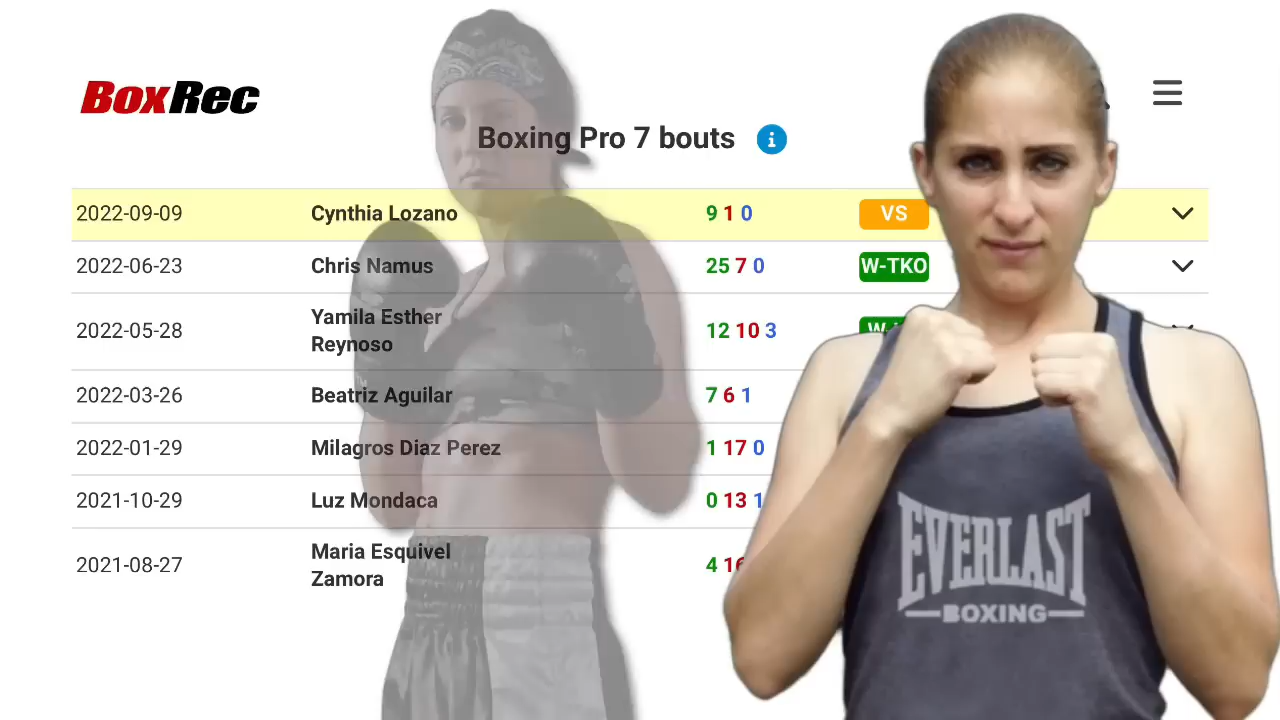 BoxRec
Boxing Pro 7 bouts i
2022-09-09 Cynthia Lozano 9 1 0 VS
2022-06-23 Chris Namus 25 7 0 W-TKO
2022-05-28 Yamila Esther Reynoso 12 10 3
2022-03-26 Beatriz Aguilar 7 6 1
2022-01-29 Milagros Diaz Perez 1 17 0
2021-10-29 Luz Mondaca 0 13 1
2021-08-27 Maria Esquivel Zamora 4
EVERLAST
BOXING